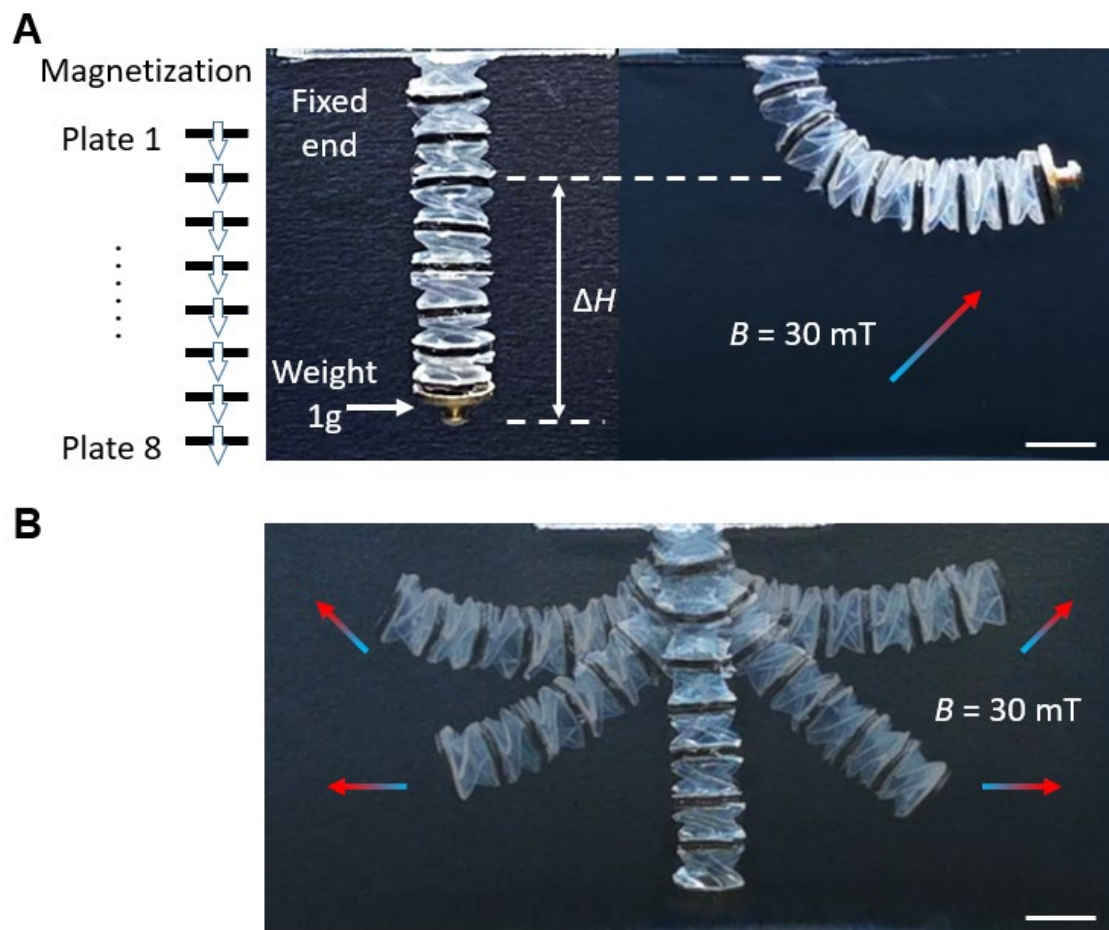 A
Magnetization
Plate 1
Plate 8
Fixed
end
Weight
1g
ΔH
B = 30 mT
B
B = 30 mT